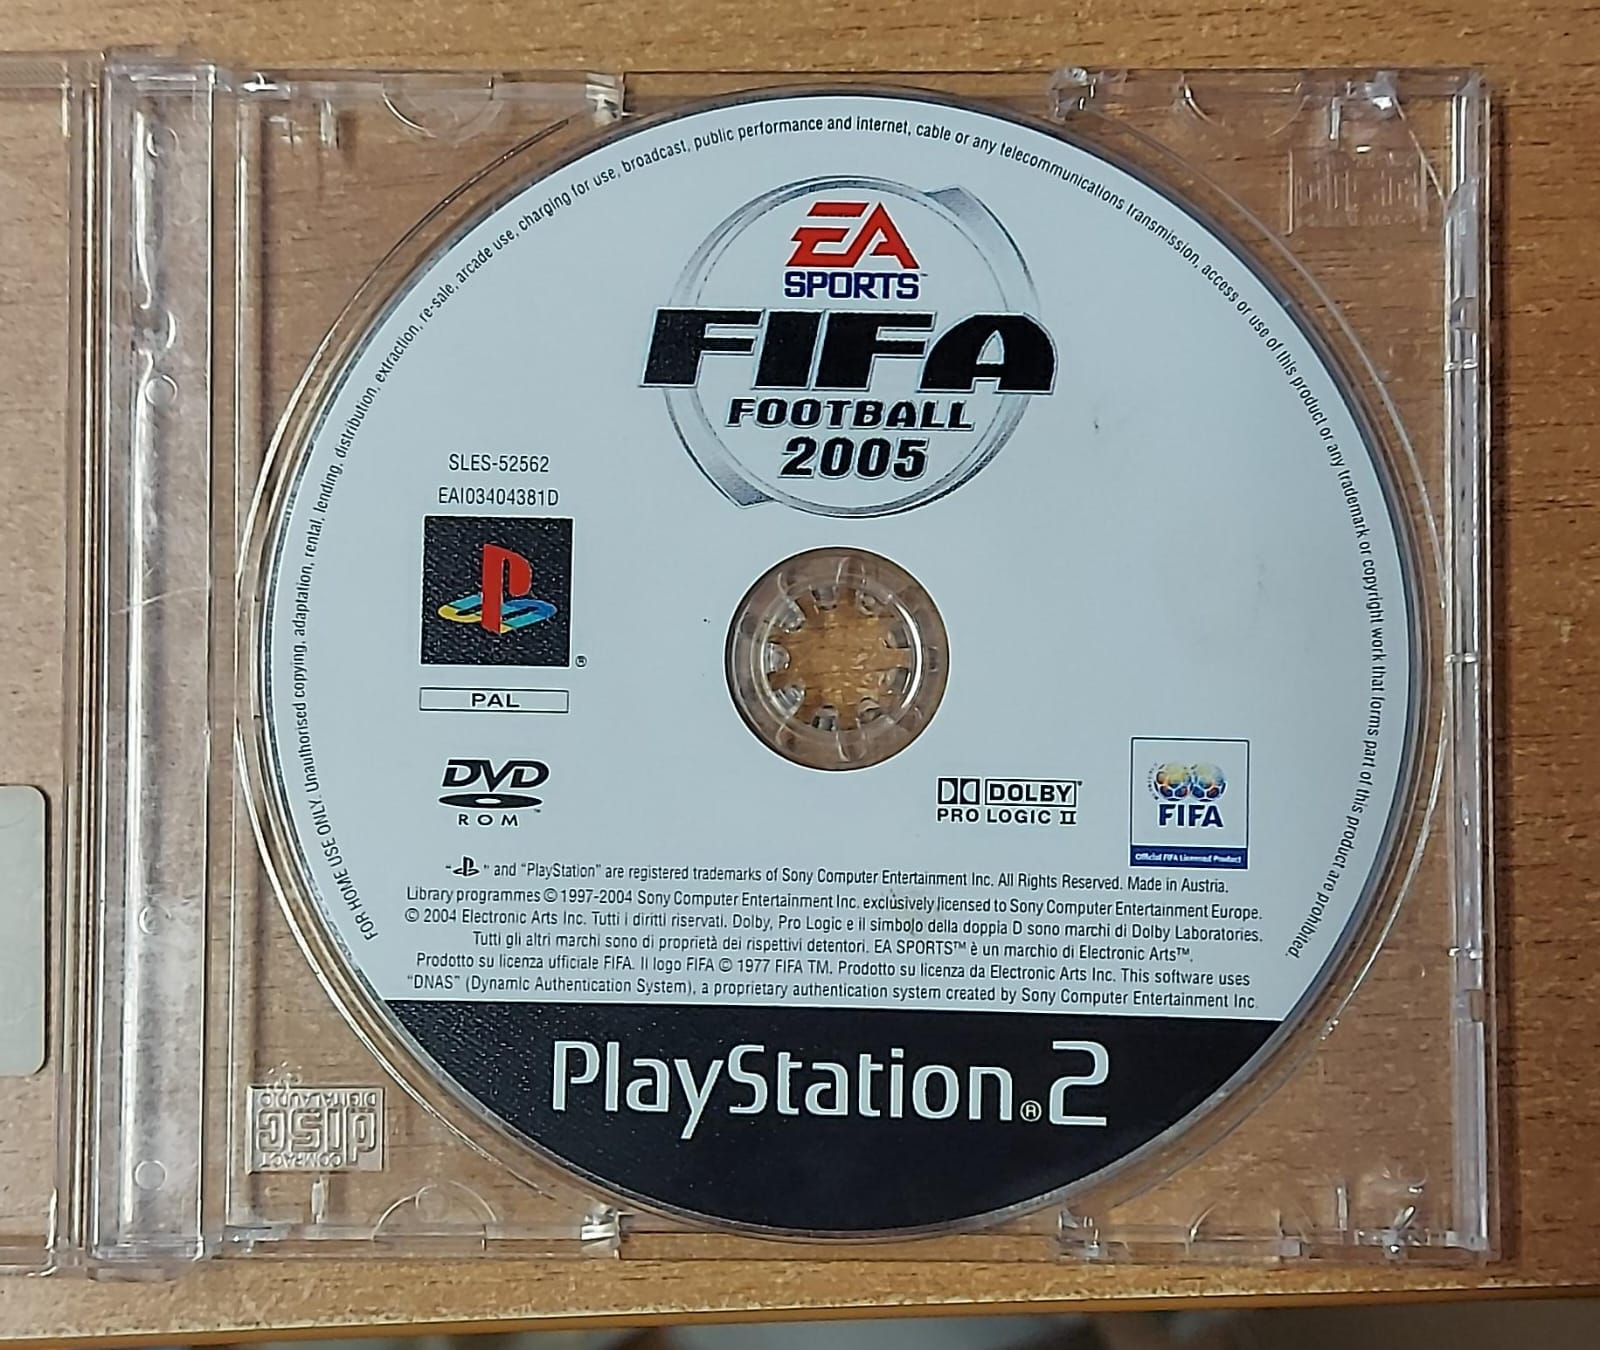 FOR HOME USE ONLY. Unauthorised copying, adaptation, rental, lending, distribution, extraction, re-sale, arcade use, charging for use, broadcast, public performance and internet, cable or any telecommunications transmission, access or use of this product or any trademark or copyright work that forms part of this product are prohibited.
EA
SPORTS™
FIFA
FOOTBALL
2005
SLES-52562
EAI03404381D
®
PAL
DVD
ROM™
DOLBY®
PRO LOGIC II
FIFA
Official FIFA Licensed Product
" " and "PlayStation" are registered trademarks of Sony Computer Entertainment Inc. All Rights Reserved. Made in Austria.
Library programmes © 1997-2004 Sony Computer Entertainment Inc. exclusively licensed to Sony Computer Entertainment Europe.
© 2004 Electronic Arts Inc. Tutti i diritti riservati. Dolby, Pro Logic e il simbolo della doppia D sono marchi di Dolby Laboratories.
Tutti gli altri marchi sono di proprietà dei rispettivi detentori. EA SPORTS™ è un marchio di Electronic Arts™.
Prodotto su licenza ufficiale FIFA. Il logo FIFA © 1977 FIFA TM. Prodotto su licenza da Electronic Arts Inc. This software uses
"DNAS" (Dynamic Authentication System), a proprietary authentication system created by Sony Computer Entertainment Inc.
PlayStation®2
COMPACT
disc
DIGITAL AUDIO